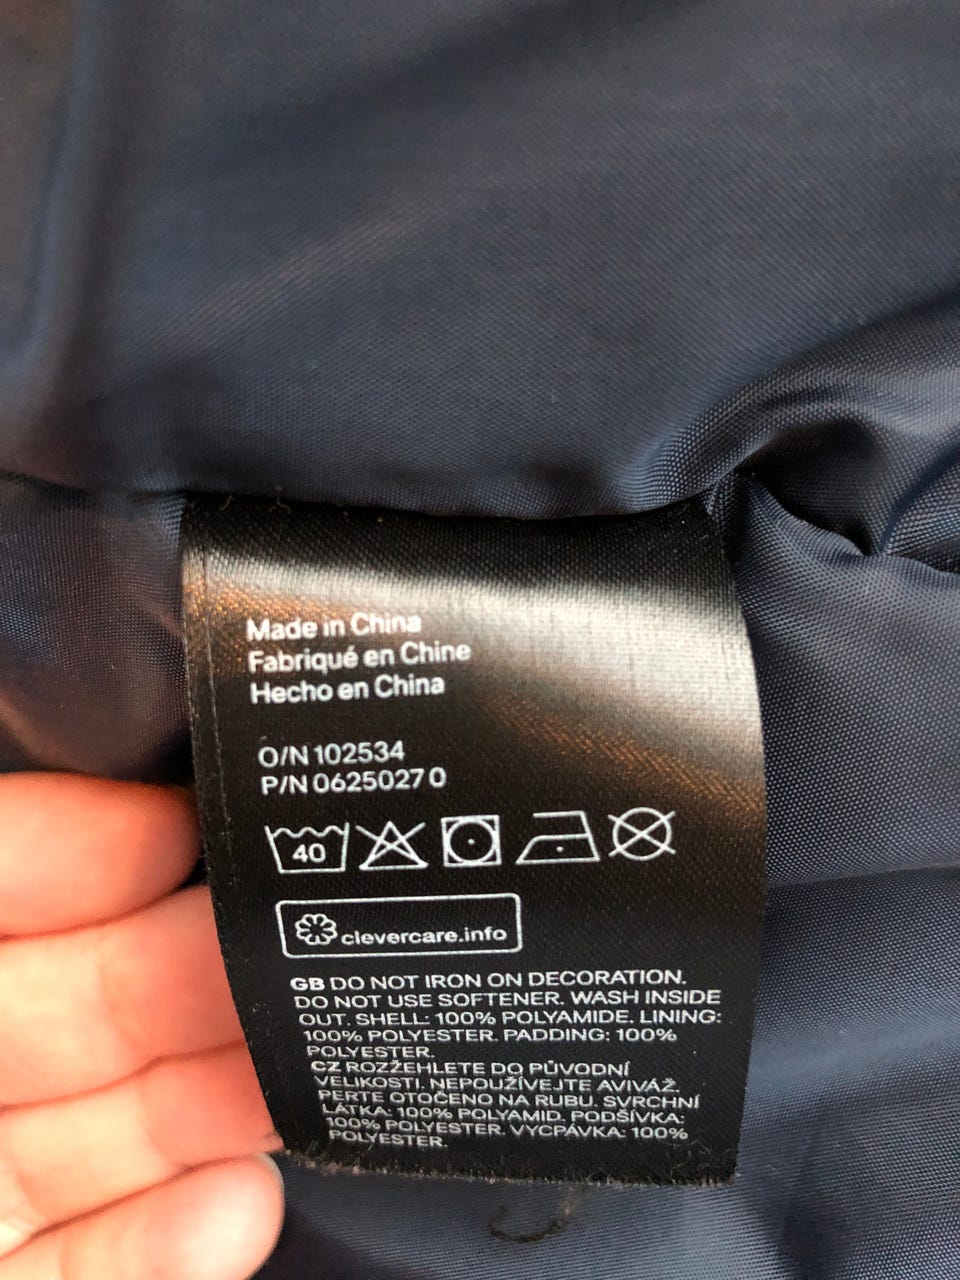 Made in China
Fabriqué en Chine
Hecho en China
O/N 102534
P/N 06250270
40
clevercare.info
GB DO NOT IRON ON DECORATION.
DO NOT USE SOFTENER. WASH INSIDE
OUT. SHELL: 100% POLYAMIDE. LINING:
100% POLYESTER. PADDING: 100%
POLYESTER.
CZ ROZŽEHLETE DO PŮVODNÍ
VELIKOSTI. NEPOUŽÍVEJTE AVIVÁŽ.
PERTE OTOČENO NA RUBU. SVRCHNÍ
LÁTKA: 100% POLYAMID. PODŠÍVKA:
100% POLYESTER. VYCPÁVKA: 100%
POLYESTER.